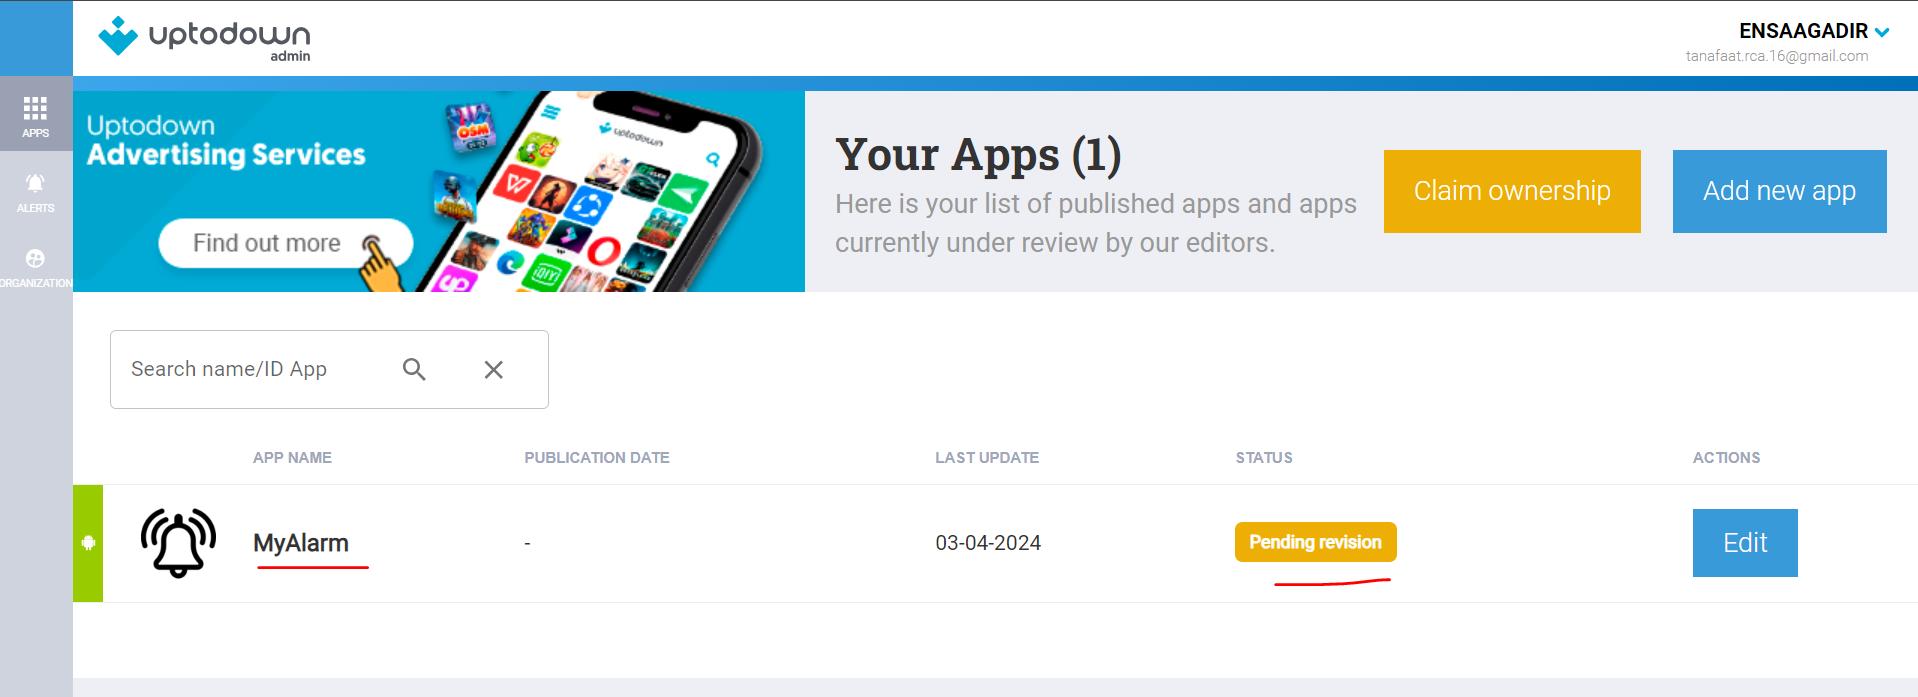 uptodown
admin
ENSAAGADIR
tanafaat.rca.16@gmail.com
APPS
ALERTS
ORGANIZATION
Uptodown
Advertising Services
Find out more
uptodown
OSM
Your Apps (1)
Here is your list of published apps and apps
currently under review by our editors.
Claim ownership
Add new app
Search name/ID App
APP NAME
PUBLICATION DATE
LAST UPDATE
STATUS
ACTIONS
MyAlarm
-
03-04-2024
Pending revision
Edit